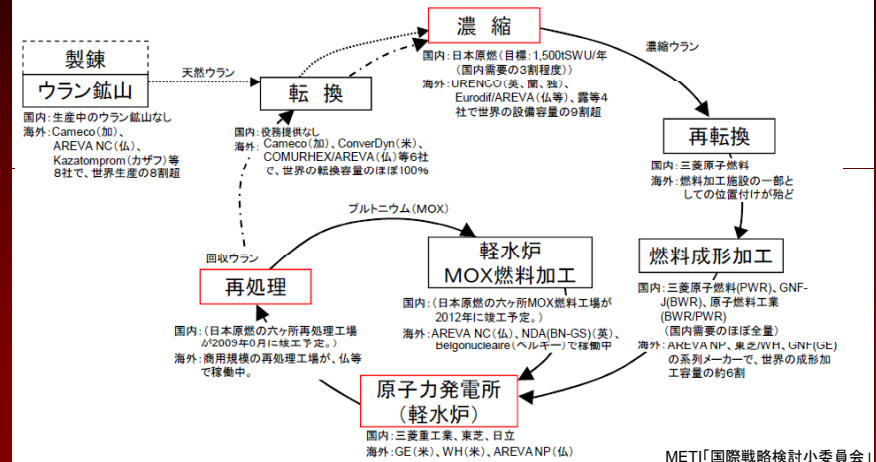 濃 縮
国内:日本原燃(目標:1,500tSWU/年
(国内需要の3割程度))
海外:URENCO(英、蘭、独)、
Eurodif/AREVA(仏等)、露等4
社で世界の設備容量の9割超
濃縮ウラン
製錬
ウラン鉱山
国内:生産中のウラン鉱山なし
海外:Cameco(加)、
AREVA NC(仏)、
Kazatomprom(カザフ)等
8社で、世界生産の8割超
天然ウラン
転 換
国内:役務提供なし
海外:Cameco(加)、ConverDyn(米)、
COMURHEX/AREVA(仏)等6社
で、世界の転換容量のほぼ100%
再転換
国内:三菱原子燃料
海外:燃料加工施設の一部と
しての位置付けが殆ど
プルトニウム(MOX)
回収ウラン
再処理
国内:(日本原燃の六ヶ所再処理工場
が2009年8月に竣工予定。)
海外:商用規模の再処理工場が、仏等
で稼働中。
軽水炉
MOX燃料加工
国内:(日本原燃の六ヶ所MOX燃料工場が
2012年に竣工予定。)
海外:AREVA NC(仏)、NDA(BN-GS)(英)、
Belgonucleaire(ベルギー)で稼働中
燃料成形加工
国内:三菱原子燃料(PWR)、GNF-
J(BWR)、原子燃料工業
(BWR/PWR)
(国内需要のほぼ全量)
海外:AREVA NP、東芝/WH、GNF(GE)
の系列メーカーで、世界の成形加
工容量の約6割
原子力発電所
(軽水炉)
国内:三菱重工業、東芝、日立
海外:GE(米)、WH(米)、AREVA NP(仏)
METI「国際戦略検討小委員会」